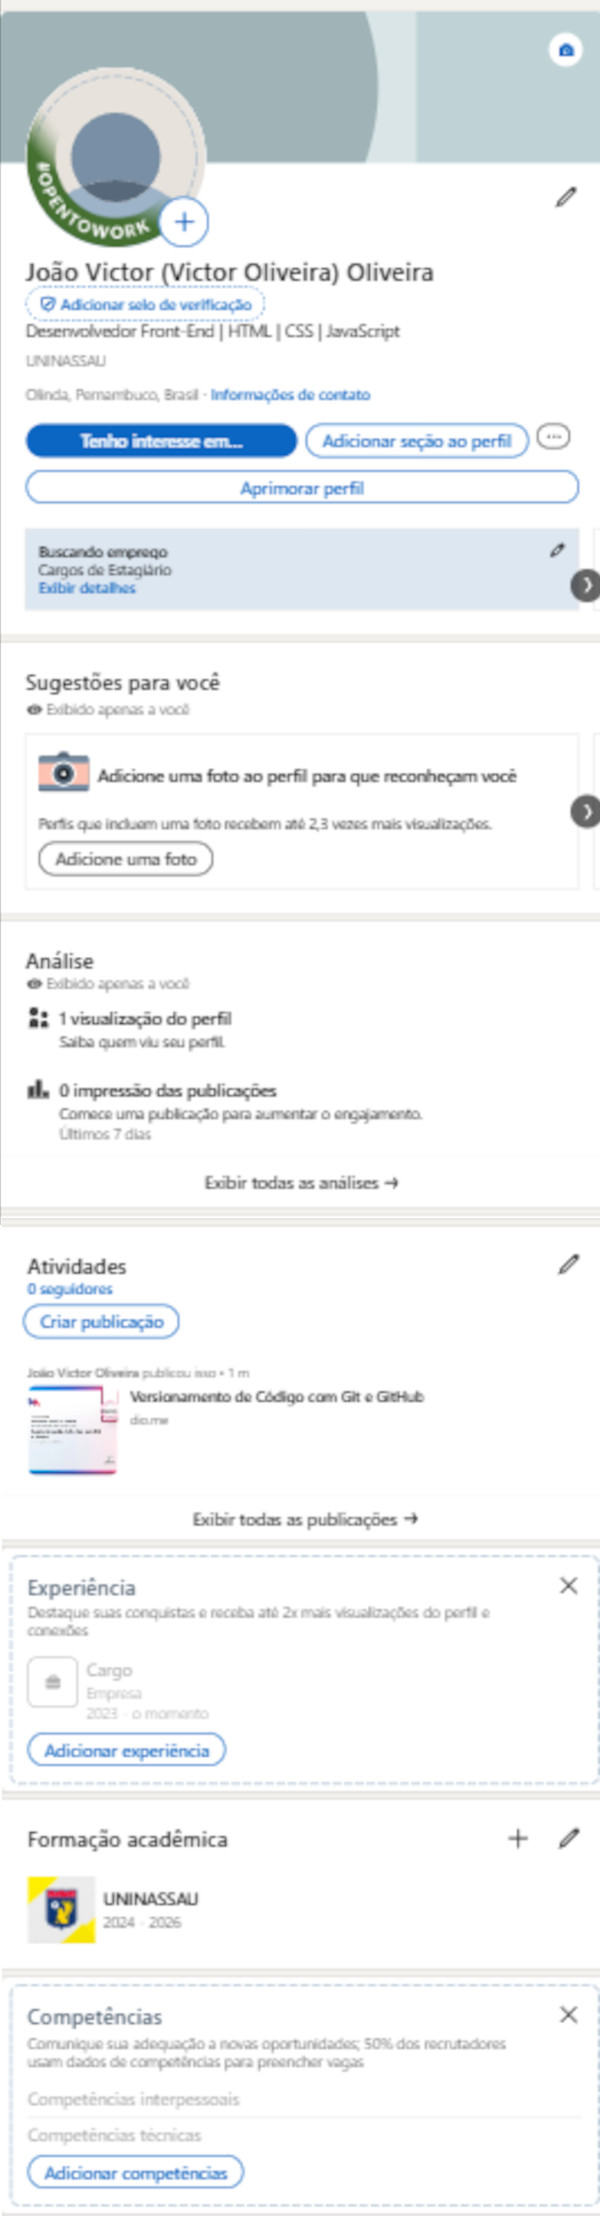 #OPENTOWORK
João Victor (Victor Oliveira) Oliveira
Adicionar selo de verificação
Desenvolvedor Front-End | HTML | CSS | JavaScript
UNINASSAU
Olinda, Pernambuco, Brasil · Informações de contato
Tenho interesse em...
Adicionar seção ao perfil
Aprimorar perfil
Buscando emprego
Cargos de Estagiário
Exibir detalhes
Sugestões para você
Exibido apenas a você
Adicione uma foto ao perfil para que reconheçam você
Perfis que incluem uma foto recebem até 2,3 vezes mais visualizações.
Adicione uma foto
Análise
Exibido apenas a você
1 visualização do perfil
Saiba quem viu seu perfil.
0 impressão das publicações
Comece uma publicação para aumentar o engajamento.
Últimos 7 dias
Exibir todas as análises →
Atividades
0 seguidores
Criar publicação
João Victor Oliveira publicou isso • 1 m
Versionamento de Código com Git e GitHub
dio.me
Exibir todas as publicações →
Experiência
Destaque suas conquistas e receba até 2x mais visualizações do perfil e
conexões
Cargo
Empresa
2023 - o momento
Adicionar experiência
Formação acadêmica
UNINASSAU
2024 - 2026
Competências
Comunique sua adequação a novas oportunidades; 50% dos recrutadores
usam dados de competências para preencher vagas
Competências interpessoais
Competências técnicas
Adicionar competências